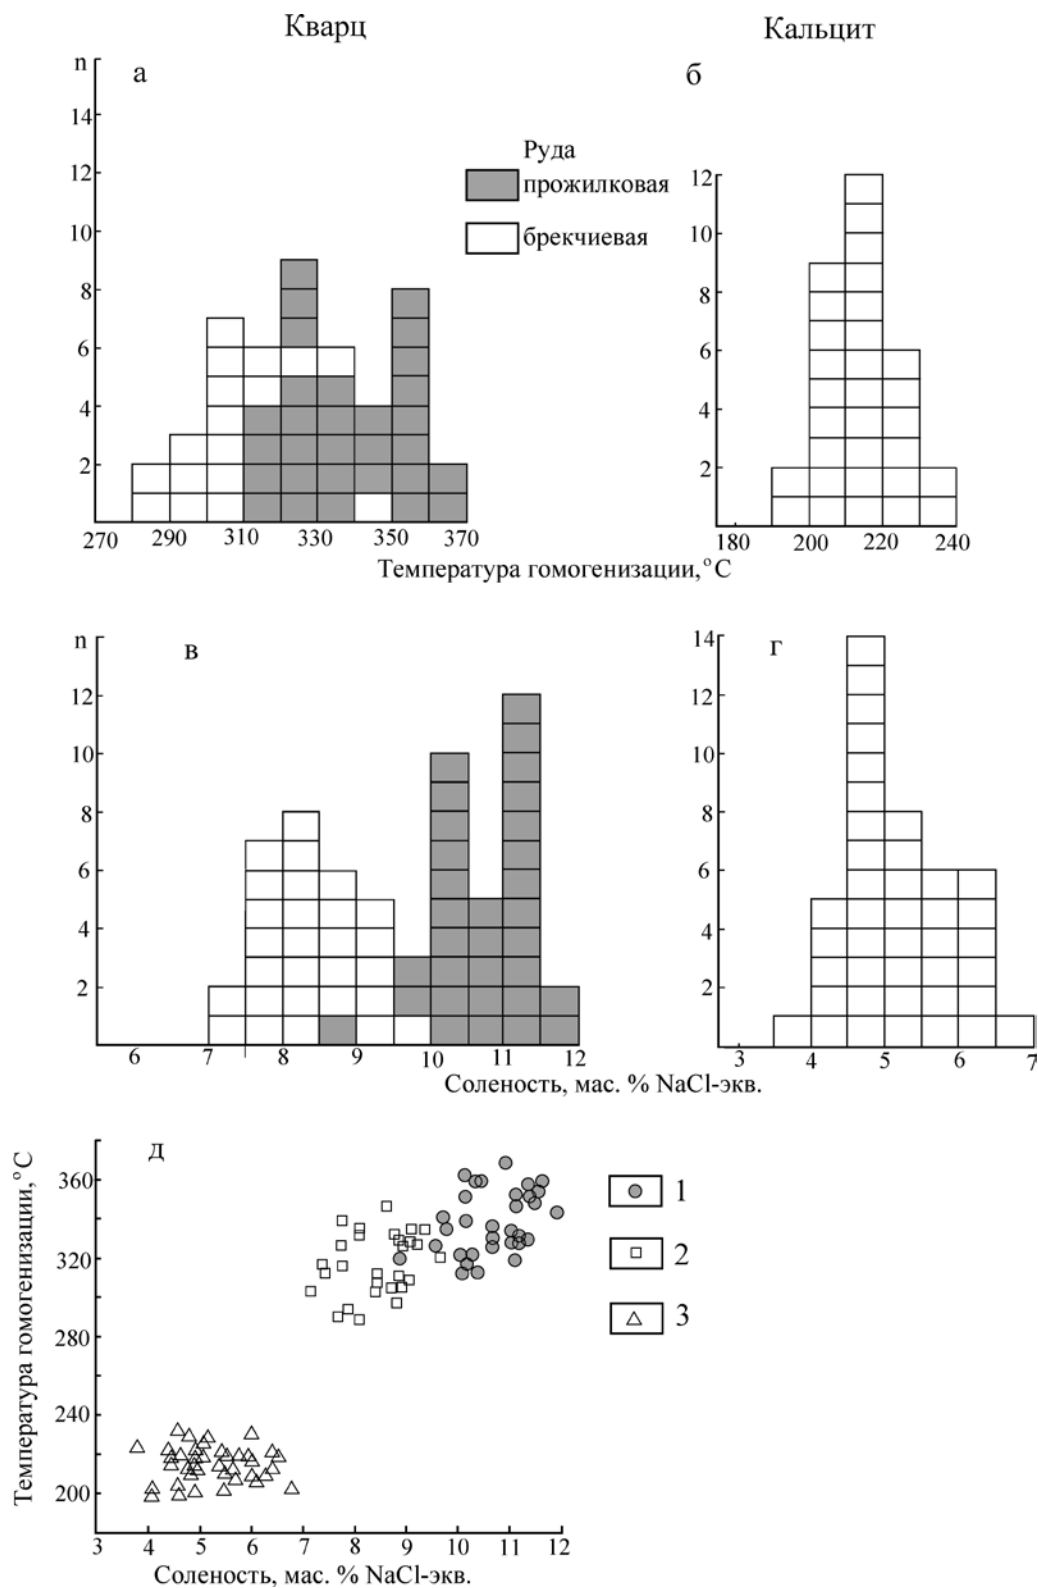 Кварц
Кальцит
n
а
б
14
12
10
8
6
4
2
Руда
прожилковая
брекчиевая
12
10
8
6
4
2
270 290 310 330 350 370
180 200 220 240
Температура гомогенизации, °C
n
в
г
12
10
8
6
4
2
14
12
10
8
6
4
2
6 7 8 9 10 11 12
3 4 5 6 7
Соленость, мас. % NaCl-экв.
Температура гомогенизации, °C
д
360
320
280
240
200
1
2
3
3 4 5 6 7 8 9 10 11 12
Соленость, мас. % NaCl-экв.